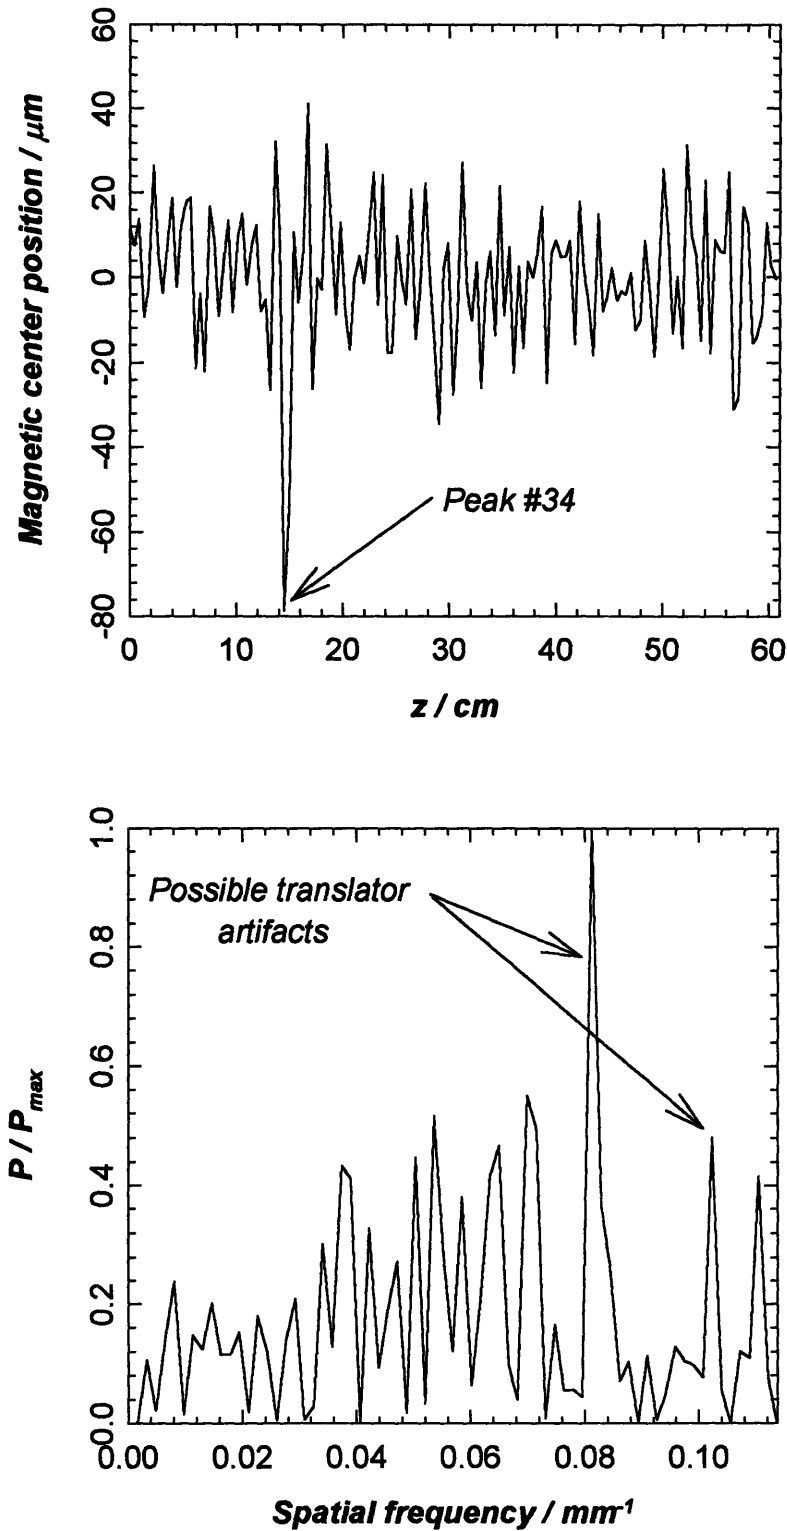 60
40
20
0
-20
-40
-60
-80
Magnetic center position / μm
Peak #34
0 10 20 30 40 50 60
z / cm
1.0
0.8
0.6
0.4
0.2
0.0
P / Pmax
Possible translator
artifacts
0.00 0.02 0.04 0.06 0.08 0.10
Spatial frequency / mm⁻¹